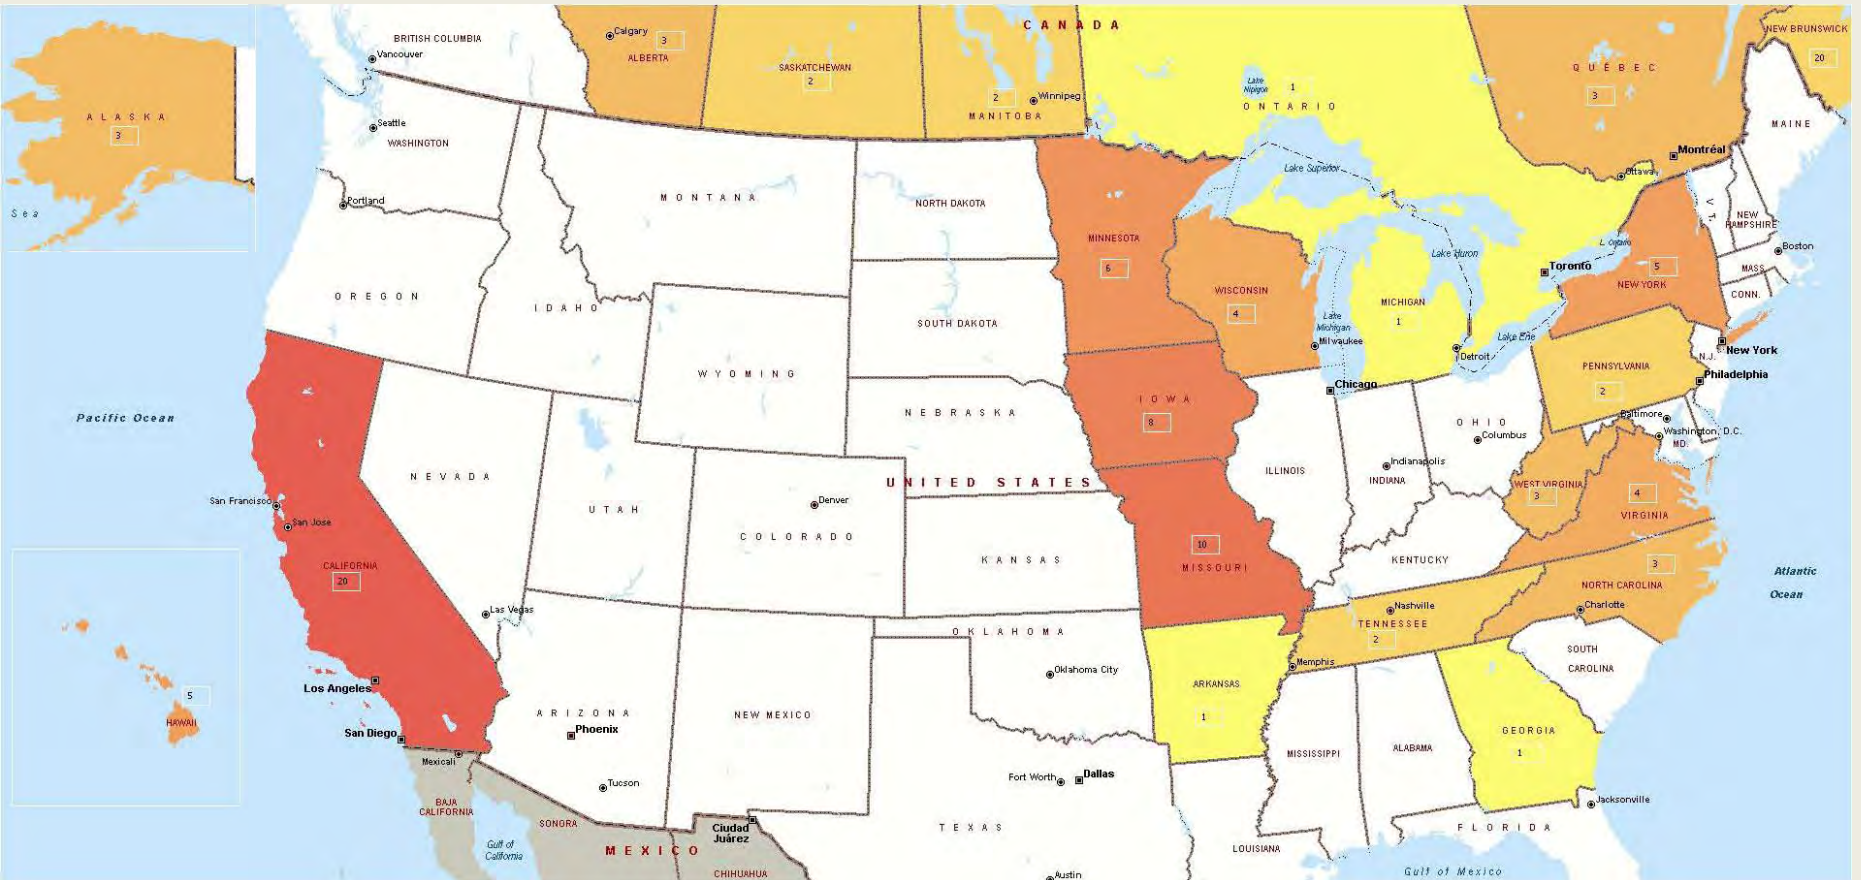 CANADA
BRITISH COLUMBIA
Vancouver
Calgary
3
ALBERTA
SASKATCHEWAN
2
2
Winnipeg
MANITOBA
Lake
Nipigon
1
ONTARIO
QUÉBEC
3
NEW BRUNSWICK
20
MAINE
Montréal
Ottawa
ALASKA
3
Sea
Seattle
WASHINGTON
Portland
MONTANA
NORTH DAKOTA
MINNESOTA
6
Lake Superior
V T.
NEW
HAMPSHIRE
Boston
MASS.
CONN.
L. Ontario
Toronto
5
NEW YORK
Lake Huron
OREGON
IDAHO
SOUTH DAKOTA
WISCONSIN
4
MICHIGAN
1
Lake
Michigan
Milwaukee
Detroit
Lake Erie
N.J.
New York
WYOMING
PENNSYLVANIA
2
Philadelphia
Chicago
IOWA
8
NEBRASKA
Pacific Ocean
OHIO
Columbus
Baltimore
Washington, D.C.
MD.
NEVADA
UNITED STATES
ILLINOIS
Indianapolis
INDIANA
WEST VIRGINIA
3
4
VIRGINIA
San Francisco
San Jose
UTAH
Denver
COLORADO
KANSAS
10
MISSOURI
KENTUCKY
CALIFORNIA
20
3
NORTH CAROLINA
Charlotte
Atlantic
Ocean
Las Vegas
OKLAHOMA
Nashville
TENNESSEE
2
Memphis
Oklahoma City
SOUTH
CAROLINA
5
HAWAII
Los Angeles
San Diego
Mexicali
ARIZONA
Phoenix
Tucson
NEW MEXICO
ARKANSAS
1
MISSISSIPPI
ALABAMA
GEORGIA
1
Fort Worth
Dallas
Jacksonville
BAJA
CALIFORNIA
SONORA
Ciudad
Juárez
TEXAS
FLORIDA
Gulf of
California
MEXICO
LOUISIANA
CHIHUAHUA
Austin
Gulf of Mexico